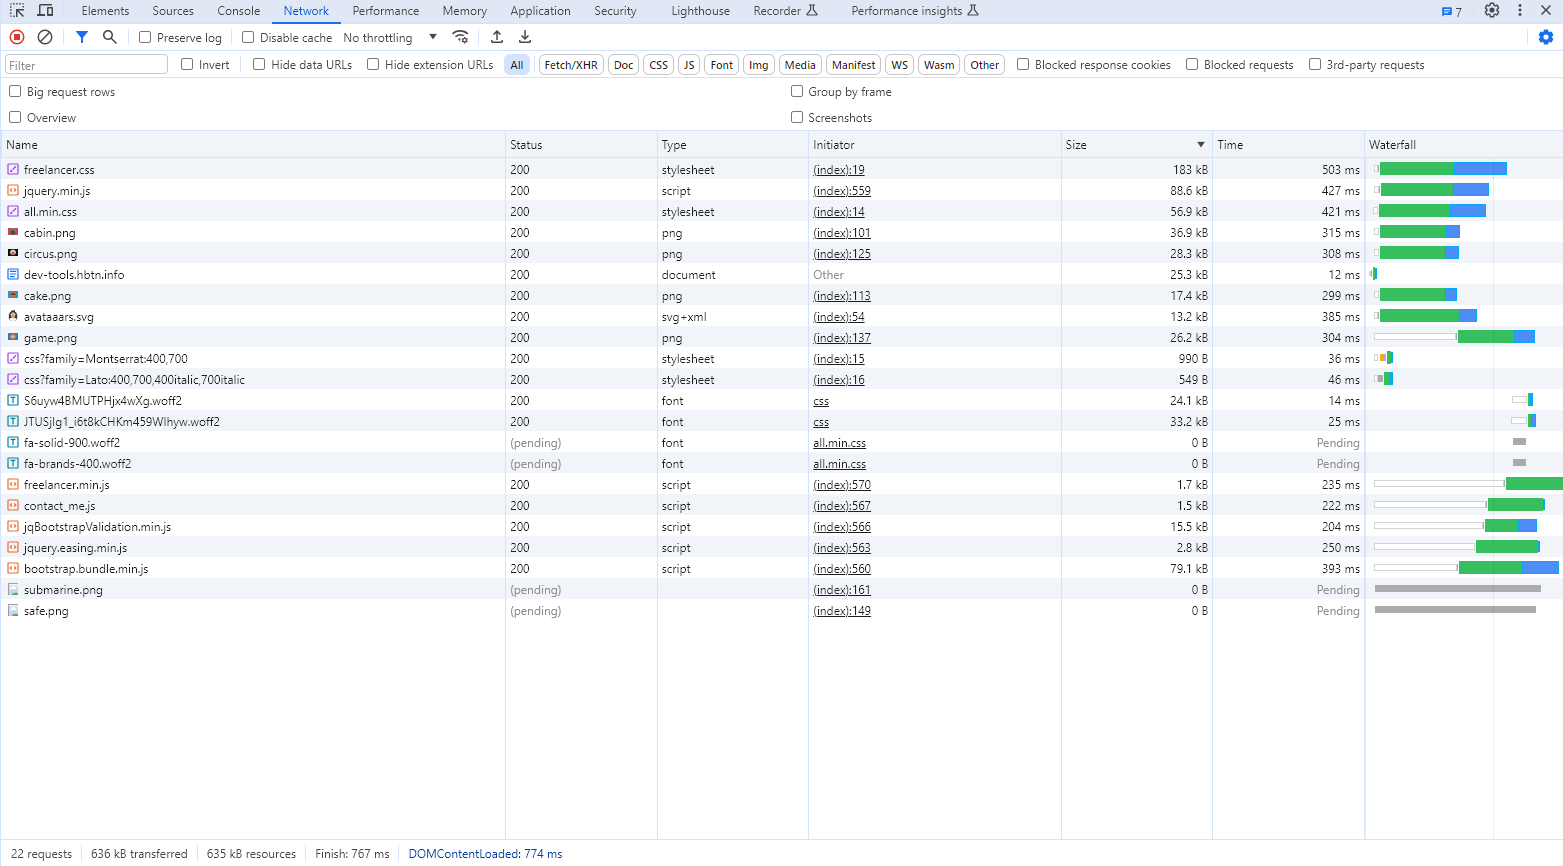 Elements Sources Console Network Performance Memory Application Security Lighthouse Recorder Performance insights 7
Preserve log Disable cache No throttling
Filter Invert Hide data URLs Hide extension URLs All Fetch/XHR Doc CSS JS Font Img Media Manifest WS Wasm Other Blocked response cookies Blocked requests 3rd-party requests
Big request rows Group by frame
Overview Screenshots
Name Status Type Initiator Size Time Waterfall
freelancer.css 200 stylesheet (index):19 183 kB 503 ms
jquery.min.js 200 script (index):559 88.6 kB 427 ms
all.min.css 200 stylesheet (index):14 56.9 kB 421 ms
cabin.png 200 png (index):101 36.9 kB 315 ms
circus.png 200 png (index):125 28.3 kB 308 ms
dev-tools.hbtn.info 200 document Other 25.3 kB 12 ms
cake.png 200 png (index):113 17.4 kB 299 ms
avataaars.svg 200 svg+xml (index):54 13.2 kB 385 ms
game.png 200 png (index):137 26.2 kB 304 ms
css?family=Montserrat:400,700 200 stylesheet (index):15 990 B 36 ms
css?family=Lato:400,700,400italic,700italic 200 stylesheet (index):16 549 B 46 ms
S6uyw4BMUTPHjx4wXg.woff2 200 font css 24.1 kB 14 ms
JTUSjIg1_i6t8kCHKm459Wlhyw.woff2 200 font css 33.2 kB 25 ms
fa-solid-900.woff2 (pending) font all.min.css 0 B Pending
fa-brands-400.woff2 (pending) font all.min.css 0 B Pending
freelancer.min.js 200 script (index):570 1.7 kB 235 ms
contact_me.js 200 script (index):567 1.5 kB 222 ms
jqBootstrapValidation.min.js 200 script (index):566 15.5 kB 204 ms
jquery.easing.min.js 200 script (index):563 2.8 kB 250 ms
bootstrap.bundle.min.js 200 script (index):560 79.1 kB 393 ms
submarine.png (pending) (index):161 0 B Pending
safe.png (pending) (index):149 0 B Pending
22 requests 636 kB transferred 635 kB resources Finish: 767 ms DOMContentLoaded: 774 ms